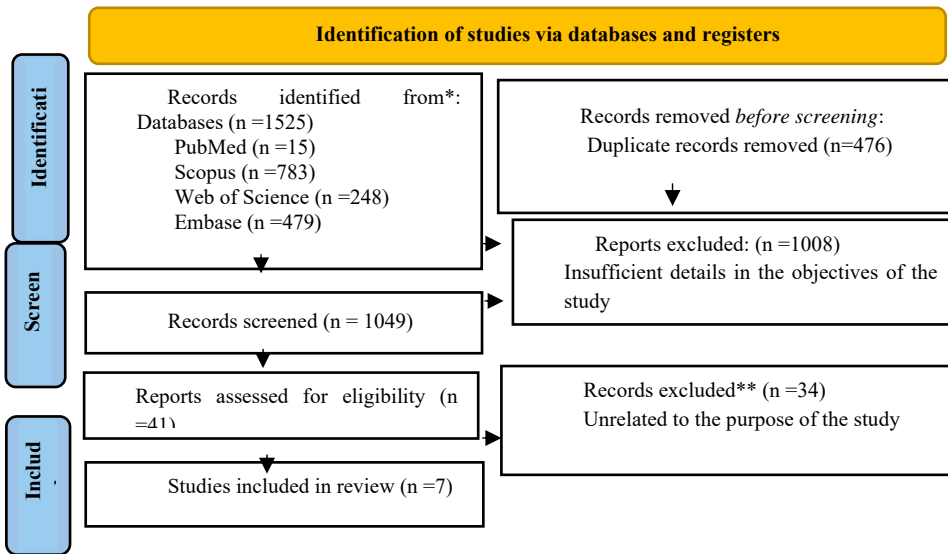 Identification of studies via databases and registers
Identificati
Records identified from*:
Databases (n =1525)
PubMed (n =15)
Scopus (n =783)
Web of Science (n =248)
Embase (n =479)
Records removed before screening:
Duplicate records removed (n=476)
Screen
Reports excluded: (n =1008)
Insufficient details in the objectives of the
study
Records screened (n = 1049)
Reports assessed for eligibility (n
=41)
Records excluded** (n =34)
Unrelated to the purpose of the study
Includ
Studies included in review (n =7)